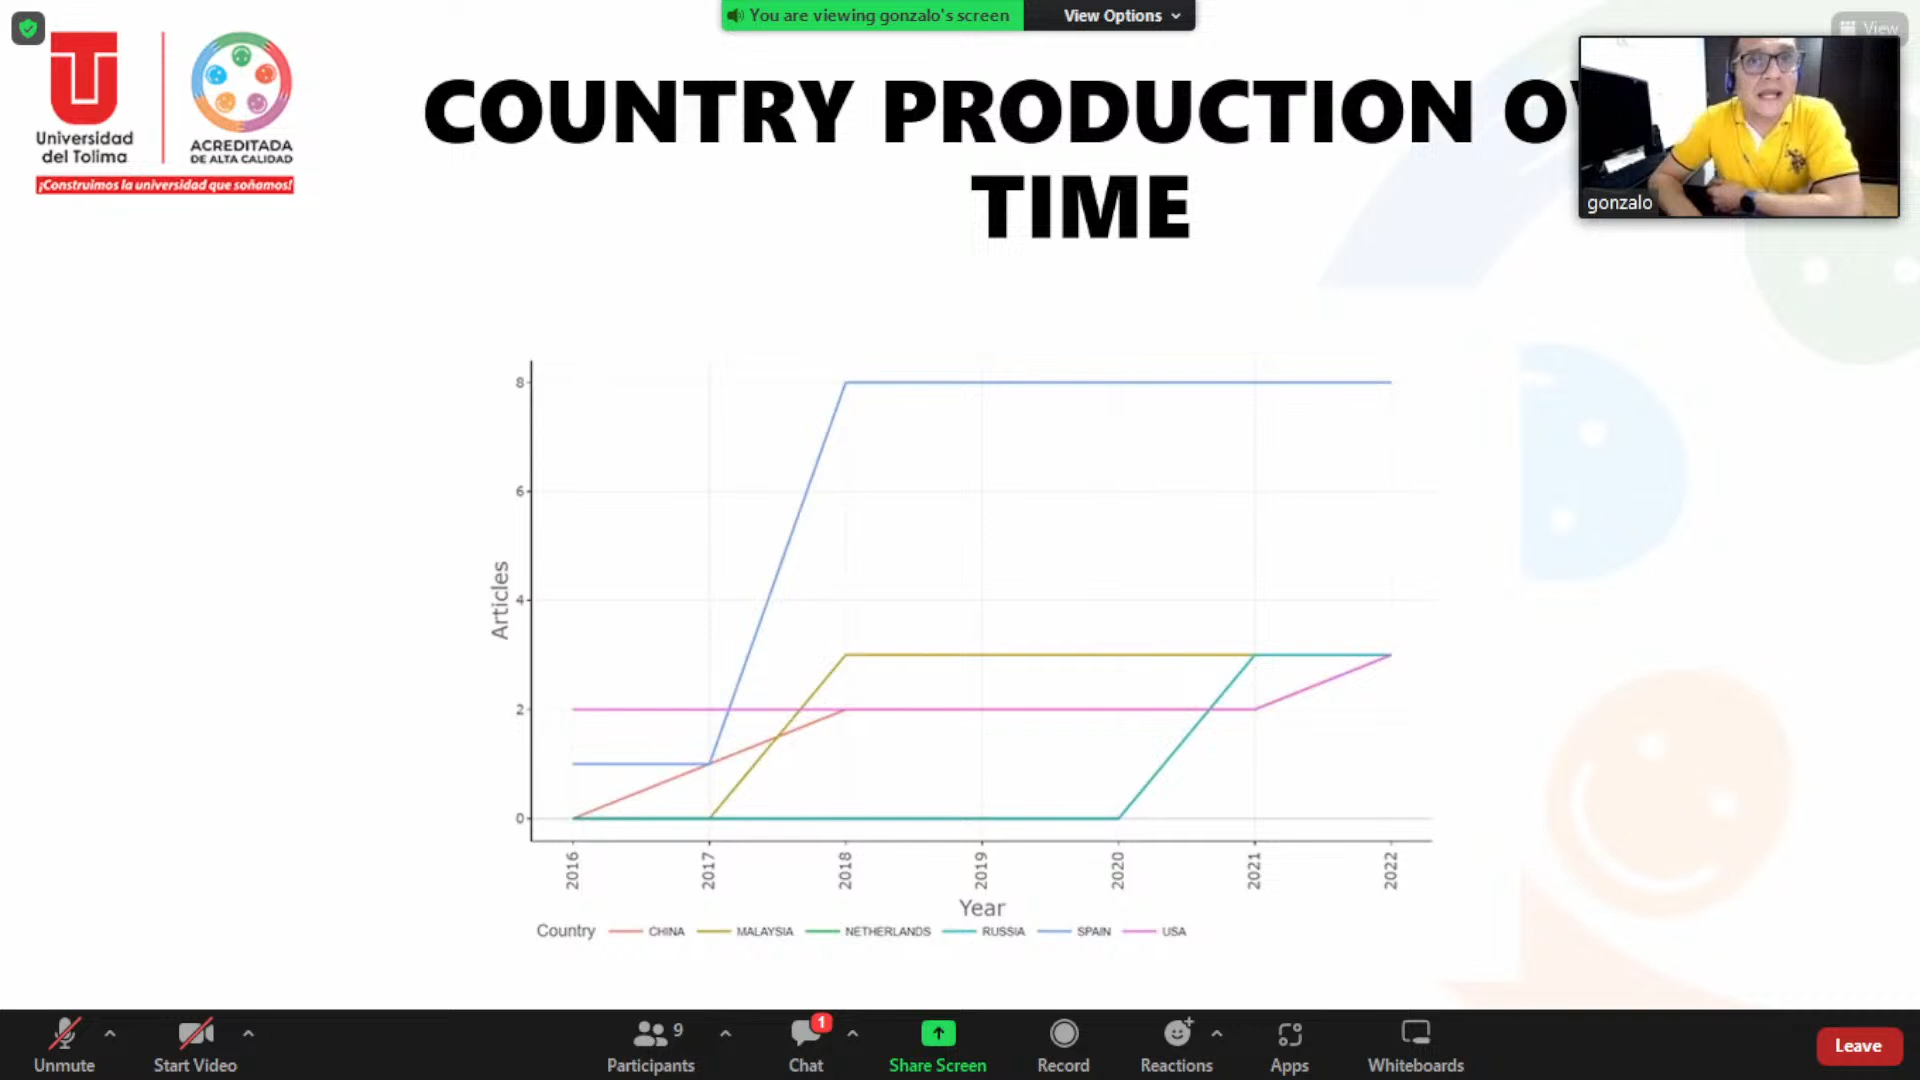 You are viewing gonzalo's screen
View Options
View
Universidad
del Tolima
ACREDITADA
DE ALTA CALIDAD
¡Construimos la universidad que soñamos!
COUNTRY PRODUCTION O
TIME
gonzalo
Articles
8
6
4
2
0
2016
2017
2018
2019
2020
2021
2022
Year
Country CHINA MALAYSIA NETHERLANDS RUSSIA SPAIN USA
Unmute
Start Video
9
Participants
1
Chat
Share Screen
Record
Reactions
Apps
Whiteboards
Leave